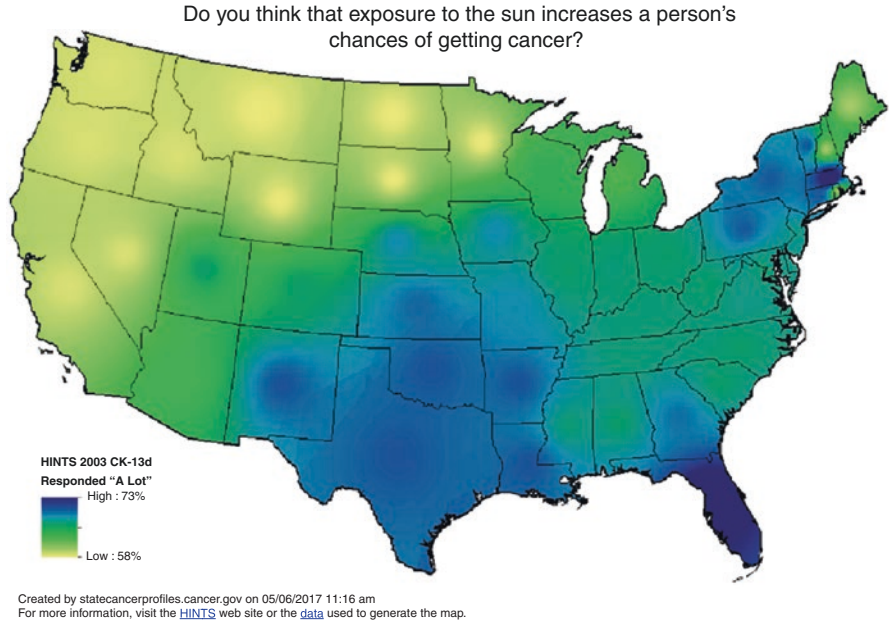 Do you think that exposure to the sun increases a person's
chances of getting cancer?
HINTS 2003 CK-13d
Responded “A Lot”
High : 73%
Low : 58%
Created by statecancerprofiles.cancer.gov on 05/06/2017 11:16 am
For more information, visit the HINTS web site or the data used to generate the map.